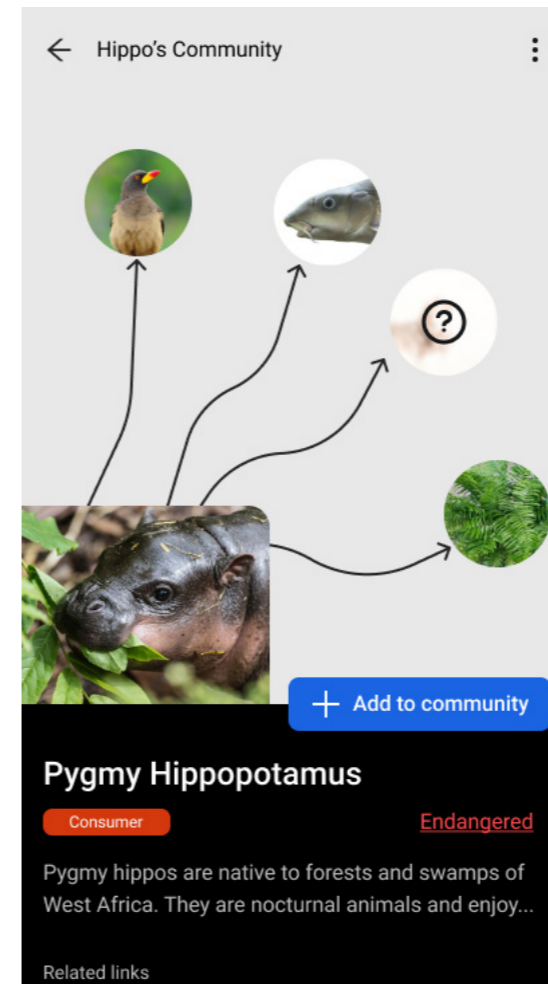 Hippo's Community
?
+ Add to community
Pygmy Hippopotamus
Consumer
Endangered
Pygmy hippos are native to forests and swamps of
West Africa. They are nocturnal animals and enjoy...
Related links